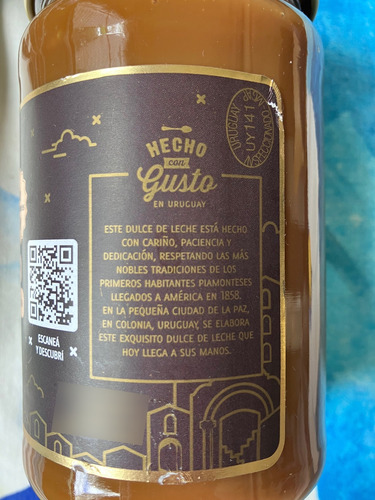 URUGUAY
UY141
HECHO
con
Gusto
EN URUGUAY
ESTE DULCE DE LECHE ESTÁ HECHO
CON CARIÑO, PACIENCIA Y
DEDICACIÓN, RESPETANDO LAS MÁS
NOBLES TRADICIONES DE LOS
PRIMEROS HABITANTES PIAMONTESES
LLEGADOS A AMÉRICA EN 1858.
EN LA PEQUEÑA CIUDAD DE LA PAZ,
EN COLONIA, URUGUAY, SE ELABORA
ESTE EXQUISITO DULCE DE LECHE QUE
HOY LLEGA A SUS MANOS.
ESCANEÁ
Y DESCUBRÍ